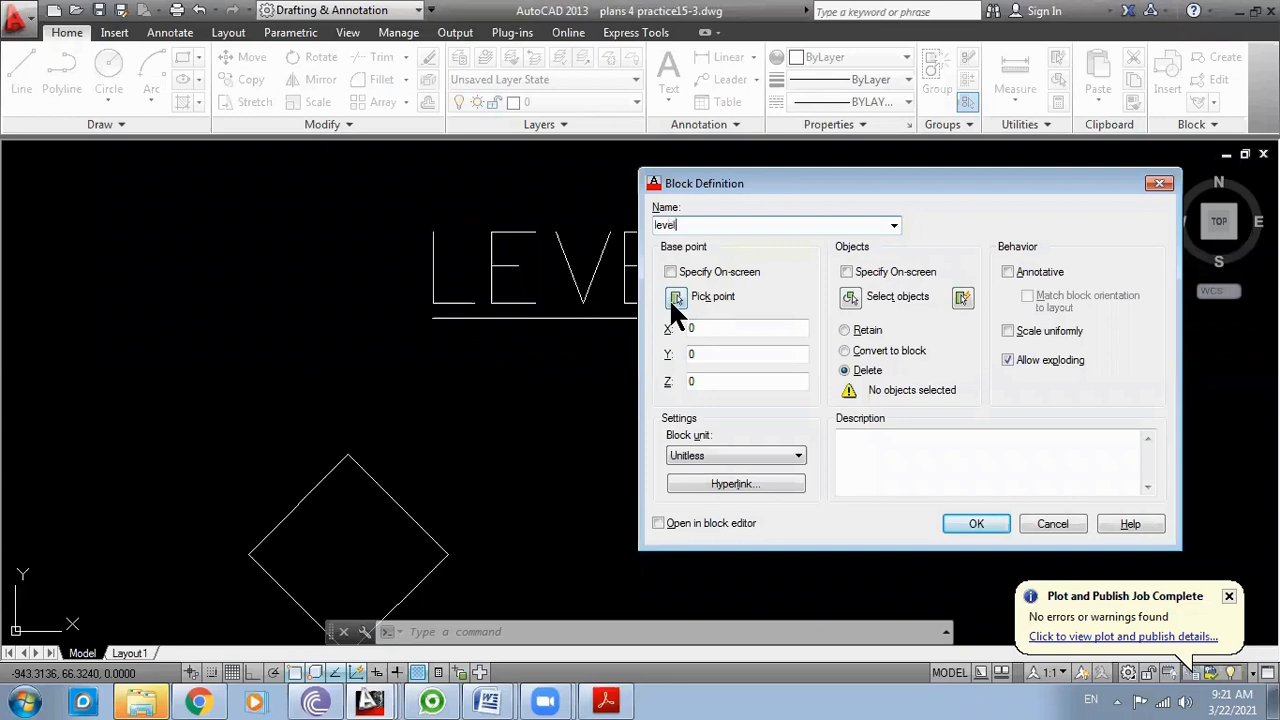 Drafting & Annotation
AutoCAD 2013 plans 4 practice15-3.dwg
Type a keyword or phrase
Sign In
Home Insert Annotate Layout Parametric View Manage Output Plug-ins Online Express Tools
Line Polyline Circle Arc
Move Rotate Trim
Copy Mirror Fillet
Stretch Scale Array
Unsaved Layer State
0
Text
Linear
Leader
Table
ByLayer
ByLayer
BYLAY...
Group
Measure
Paste
Insert
Create
Edit
Draw Modify Layers Annotation Properties Groups Utilities Clipboard Block
LEVE
N
TOP
E
S
WCS
Block Definition
Name:
level
Base point
Specify On-screen
Pick point
X: 0
Y: 0
Z: 0
Settings
Block unit:
Unitless
Hyperlink...
Open in block editor
Objects
Specify On-screen
Select objects
Retain
Convert to block
Delete
No objects selected
Behavior
Annotative
Match block orientation
to layout
Scale uniformly
Allow exploding
Description
OK Cancel Help
Y
X
Type a command
Plot and Publish Job Complete
No errors or warnings found
Click to view plot and publish details...
Model Layout1
-943.3136, 66.3240, 0.0000
MODEL
1:1
EN
9:21 AM
3/22/2021